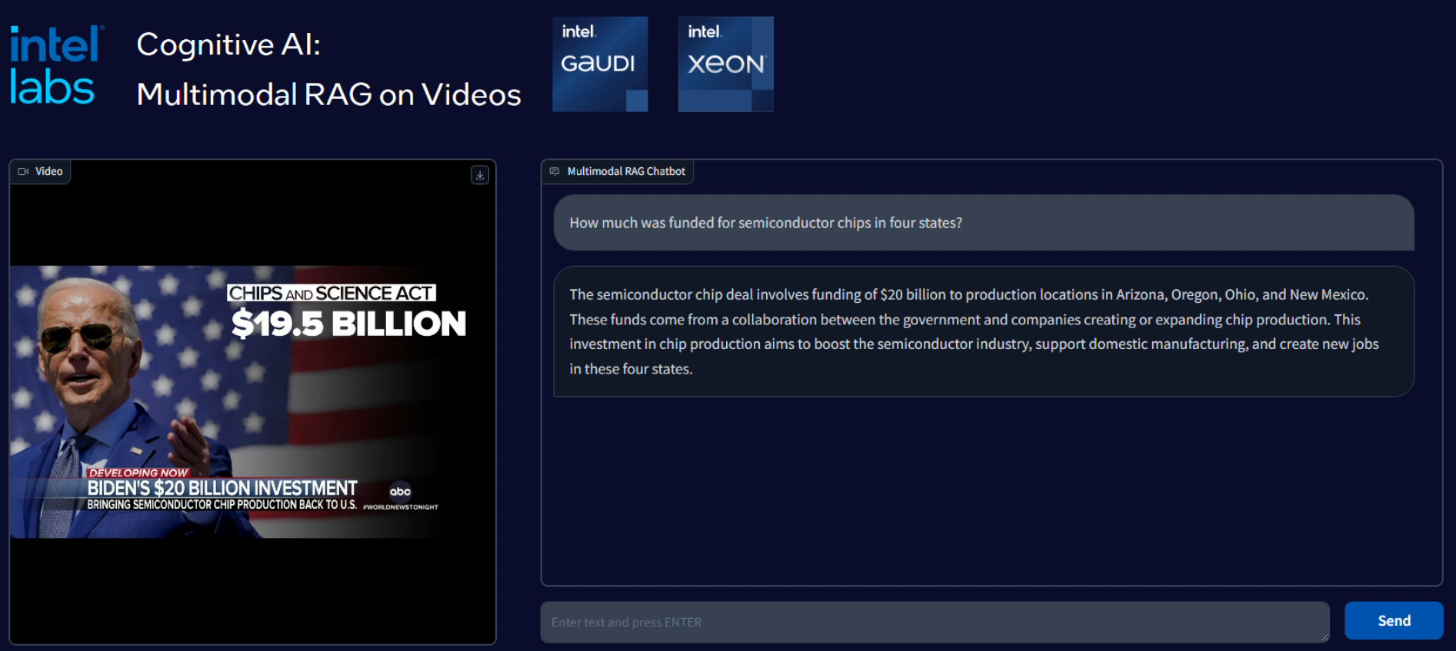 intel
labs
Cognitive AI:
Multimodal RAG on Videos
intel.
GAUDI
intel.
XEON
Video
CHIPS AND SCIENCE ACT
$19.5 BILLION
DEVELOPING NOW
BIDEN'S $20 BILLION INVESTMENT
BRINGING SEMICONDUCTOR CHIP PRODUCTION BACK TO U.S.
abc
#WORLDNEWSTONIGHT
Multimodal RAG Chatbot
How much was funded for semiconductor chips in four states?
The semiconductor chip deal involves funding of $20 billion to production locations in Arizona, Oregon, Ohio, and New Mexico.
These funds come from a collaboration between the government and companies creating or expanding chip production. This
investment in chip production aims to boost the semiconductor industry, support domestic manufacturing, and create new jobs
in these four states.
Enter text and press ENTER
Send